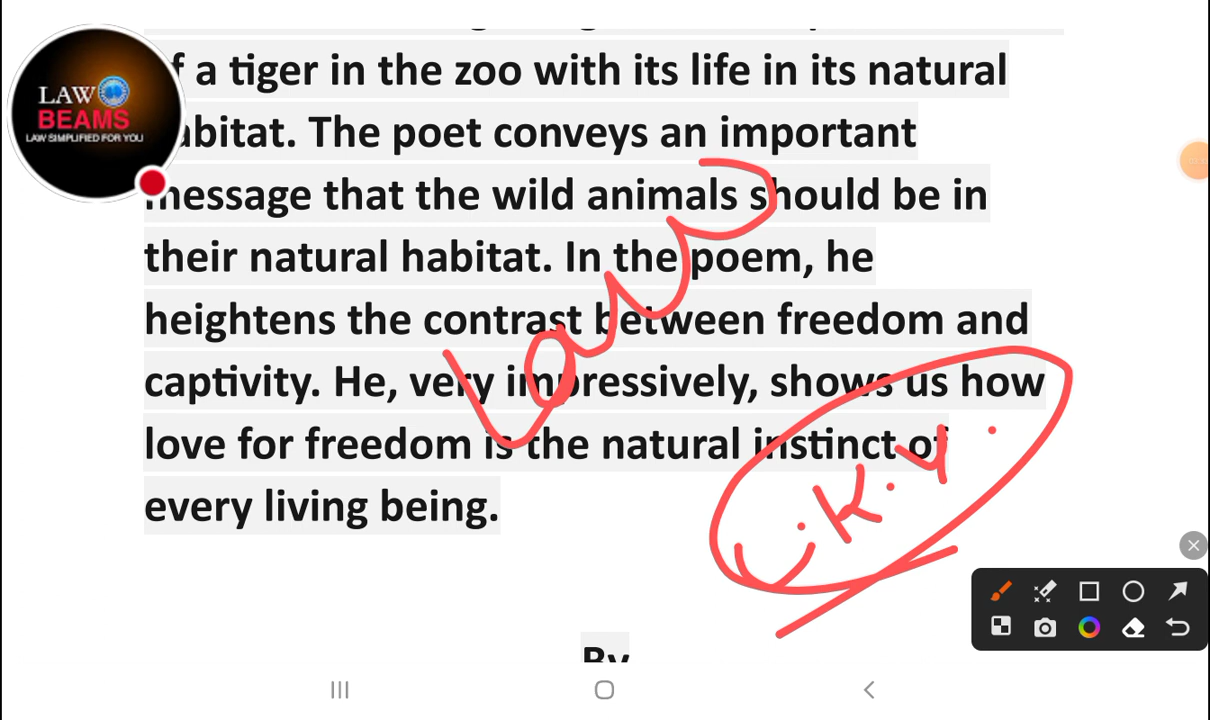 LAW
BEAMS
LAW SIMPLIFIED FOR YOU
f a tiger in the zoo with its life in its natural
abitat. The poet conveys an important
message that the wild animals should be in
their natural habitat. In the poem, he
heightens the contrast between freedom and
captivity. He, very impressively, shows us how
love for freedom is the natural instinct of
every living being.
Law
K.Y.
By